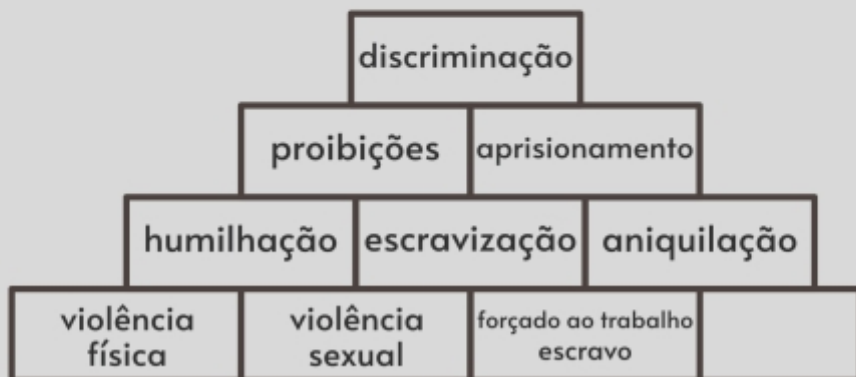 discriminação
proibições aprisionamento
humilhação escravização aniquilação
violência física
violência sexual
forçado ao trabalho escravo